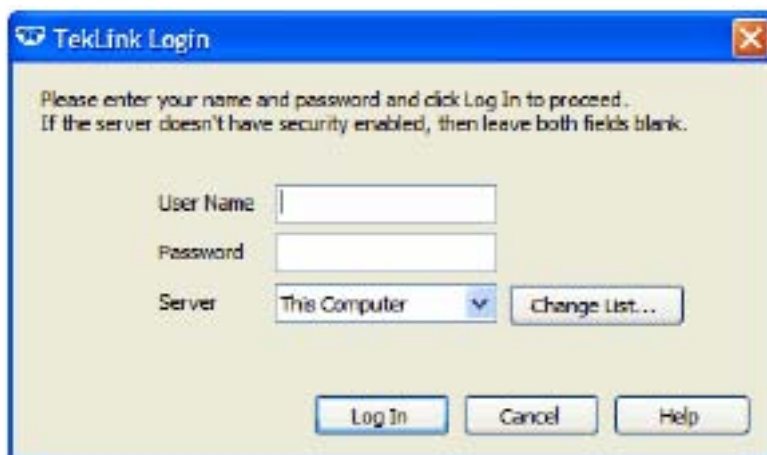 TekLink Login
Please enter your name and password and click Log In to proceed.
If the server doesn't have security enabled, then leave both fields blank.
User Name
Password
Server This Computer Change List...
Log In Cancel Help